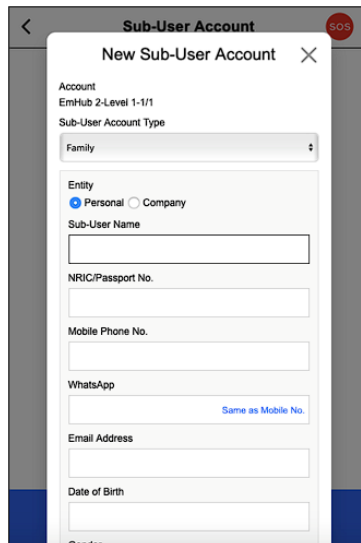 Sub-User Account
SOS
New Sub-User Account
Account
EmHub 2-Level 1-1/1
Sub-User Account Type
Family
Entity
Personal Company
Sub-User Name
NRIC/Passport No.
Mobile Phone No.
WhatsApp
Same as Mobile No.
Email Address
Date of Birth